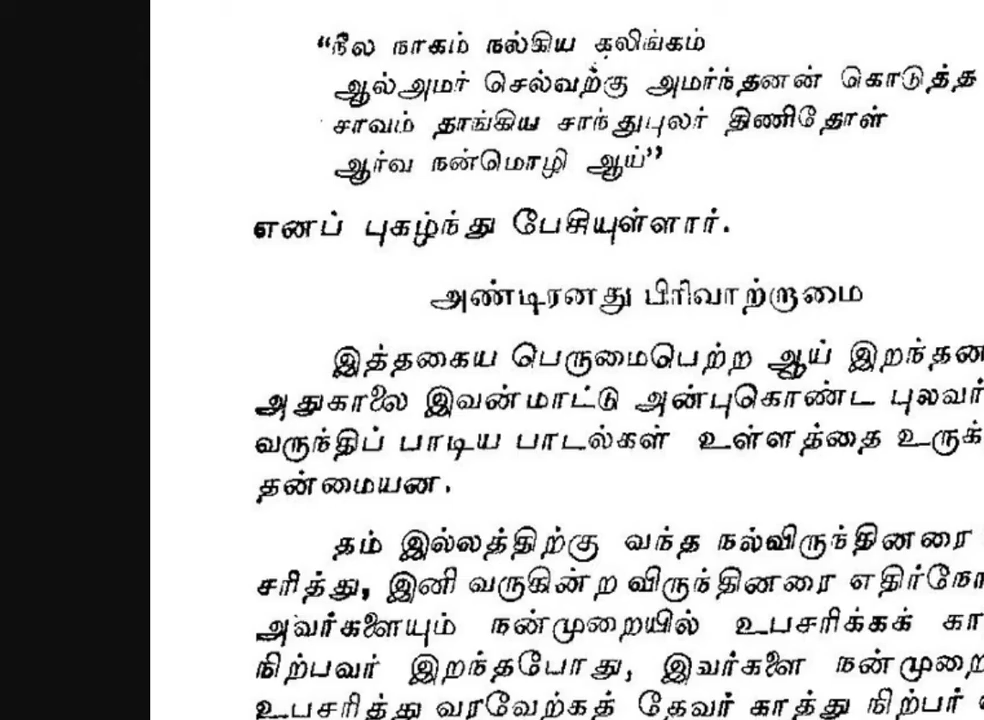 “நீல நாகம் நல்கிய கலிங்கம்
ஆல்அமர் செல்வற்கு அமர்ந்தனன் கொடுத்த
சாவம் தாங்கிய சாந்துபுலர் திணிதோள்
ஆர்வ நன்மொழி ஆய்”
எனப் புகழ்ந்து பேசியுள்ளார்.
அண்டிரனது பிரிவாற்றாமை
இத்தகைய பெருமைபெற்ற ஆய் இறந்தன
அதுகாலை இவன்மாட்டு அன்புகொண்ட புலவர்
வருந்திப் பாடிய பாடல்கள் உள்ளத்தை உருக்
தன்மையன.
தம் இல்லத்திற்கு வந்த நல்விருந்தினரை
சரித்து, இனி வருகின்ற விருந்தினரை எதிர்நோ
அவர்களையும் நன்முறையில் உபசரிக்கக் கா
நிற்பவர் இறந்தபோது, இவர்களை நன்முறை
உபசரித்து வரவேற்கத் தேவர் காத்து நிற்பர்